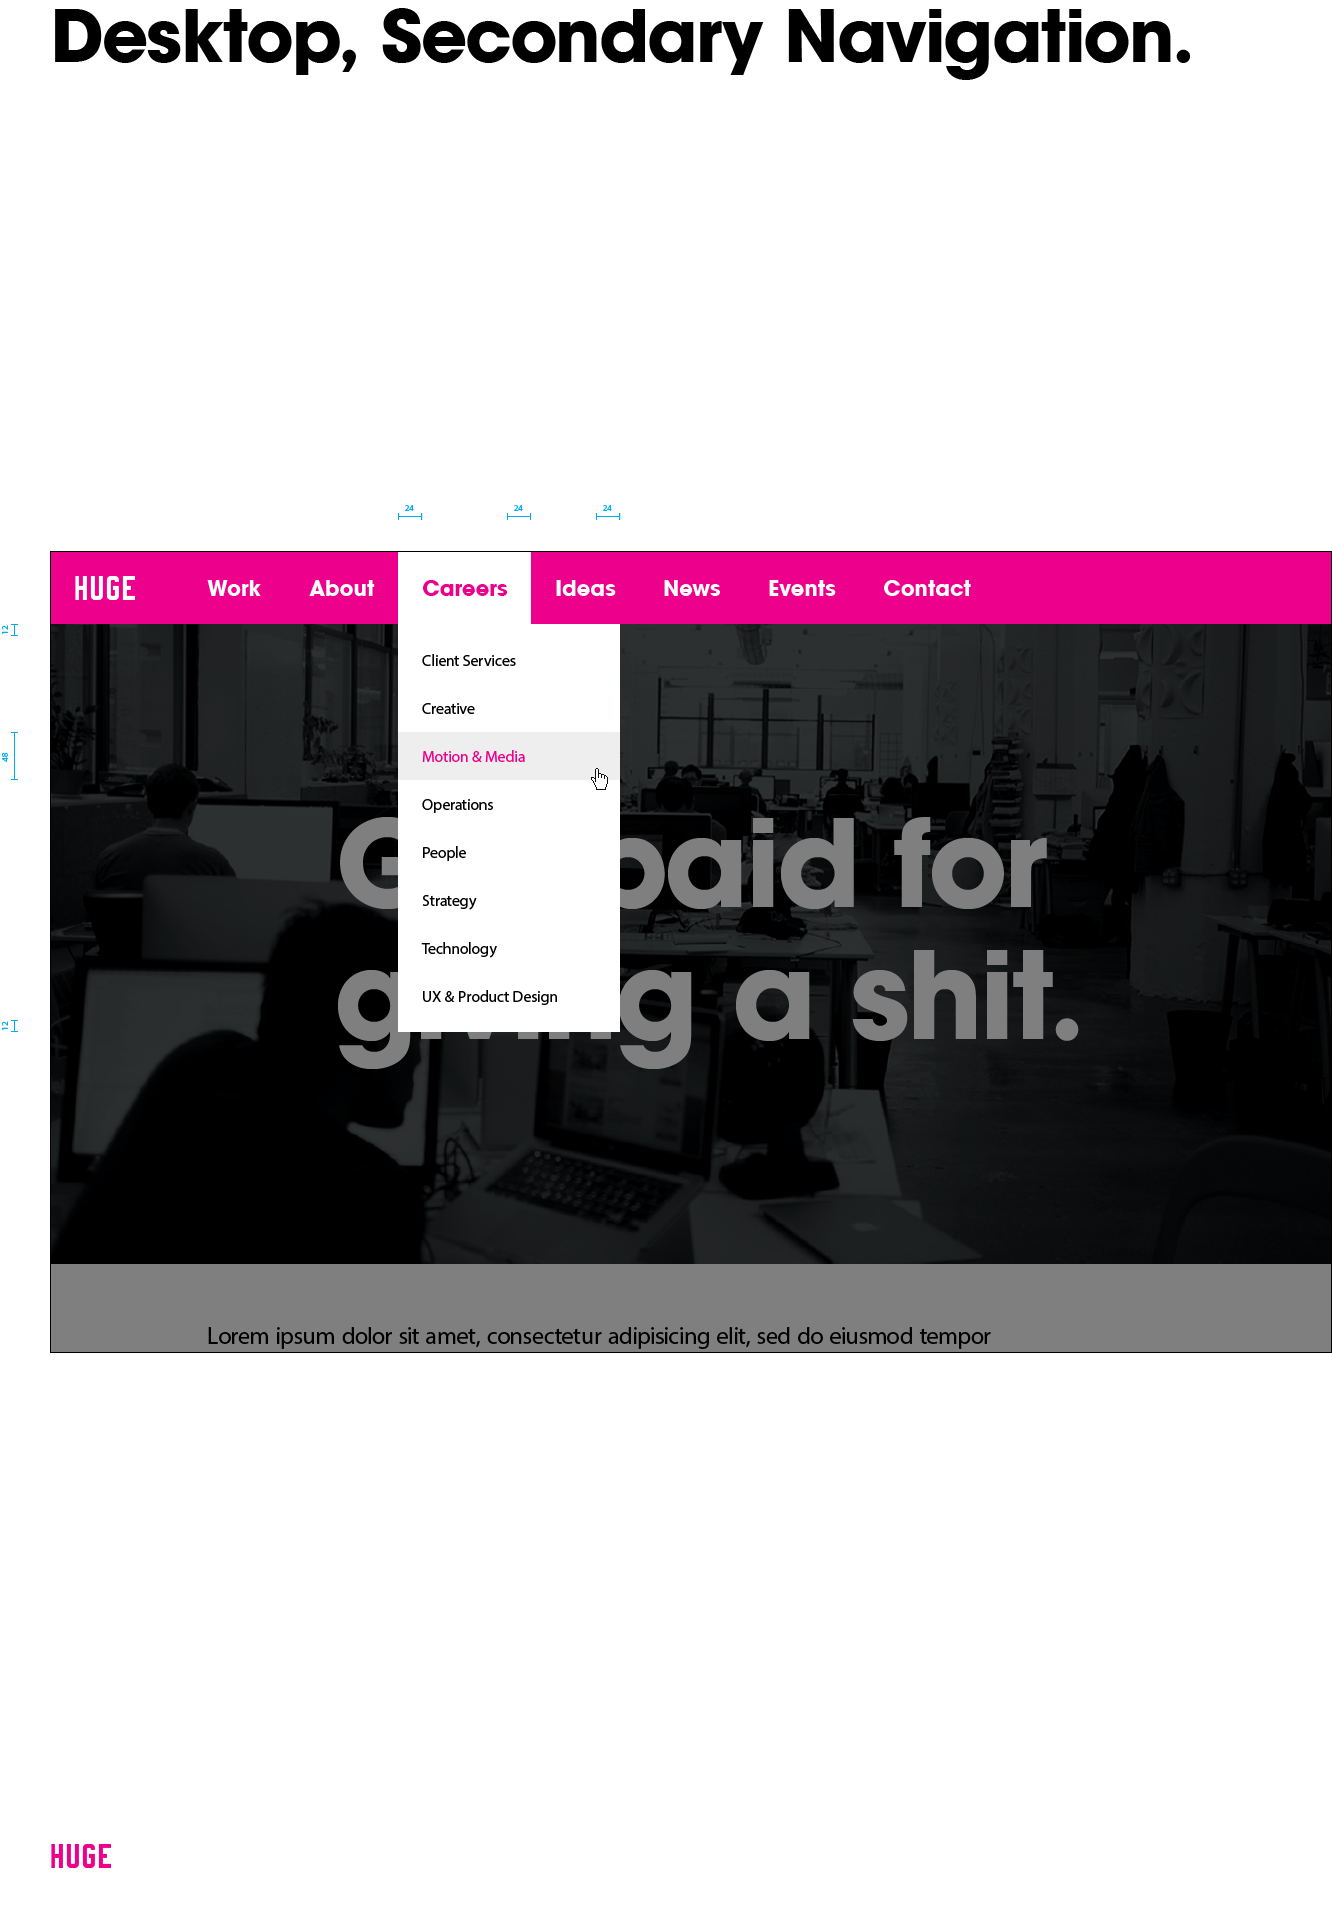 Desktop, Secondary Navigation.
24 24 24
HUGE Work About Careers Ideas News Events Contact
12
Client Services
Creative
48
Motion & Media
Operations
People
Strategy
Technology
UX & Product Design
G paid for
g g a shit.
12
Lorem ipsum dolor sit amet, consectetur adipisicing elit, sed do eiusmod tempor
HUGE